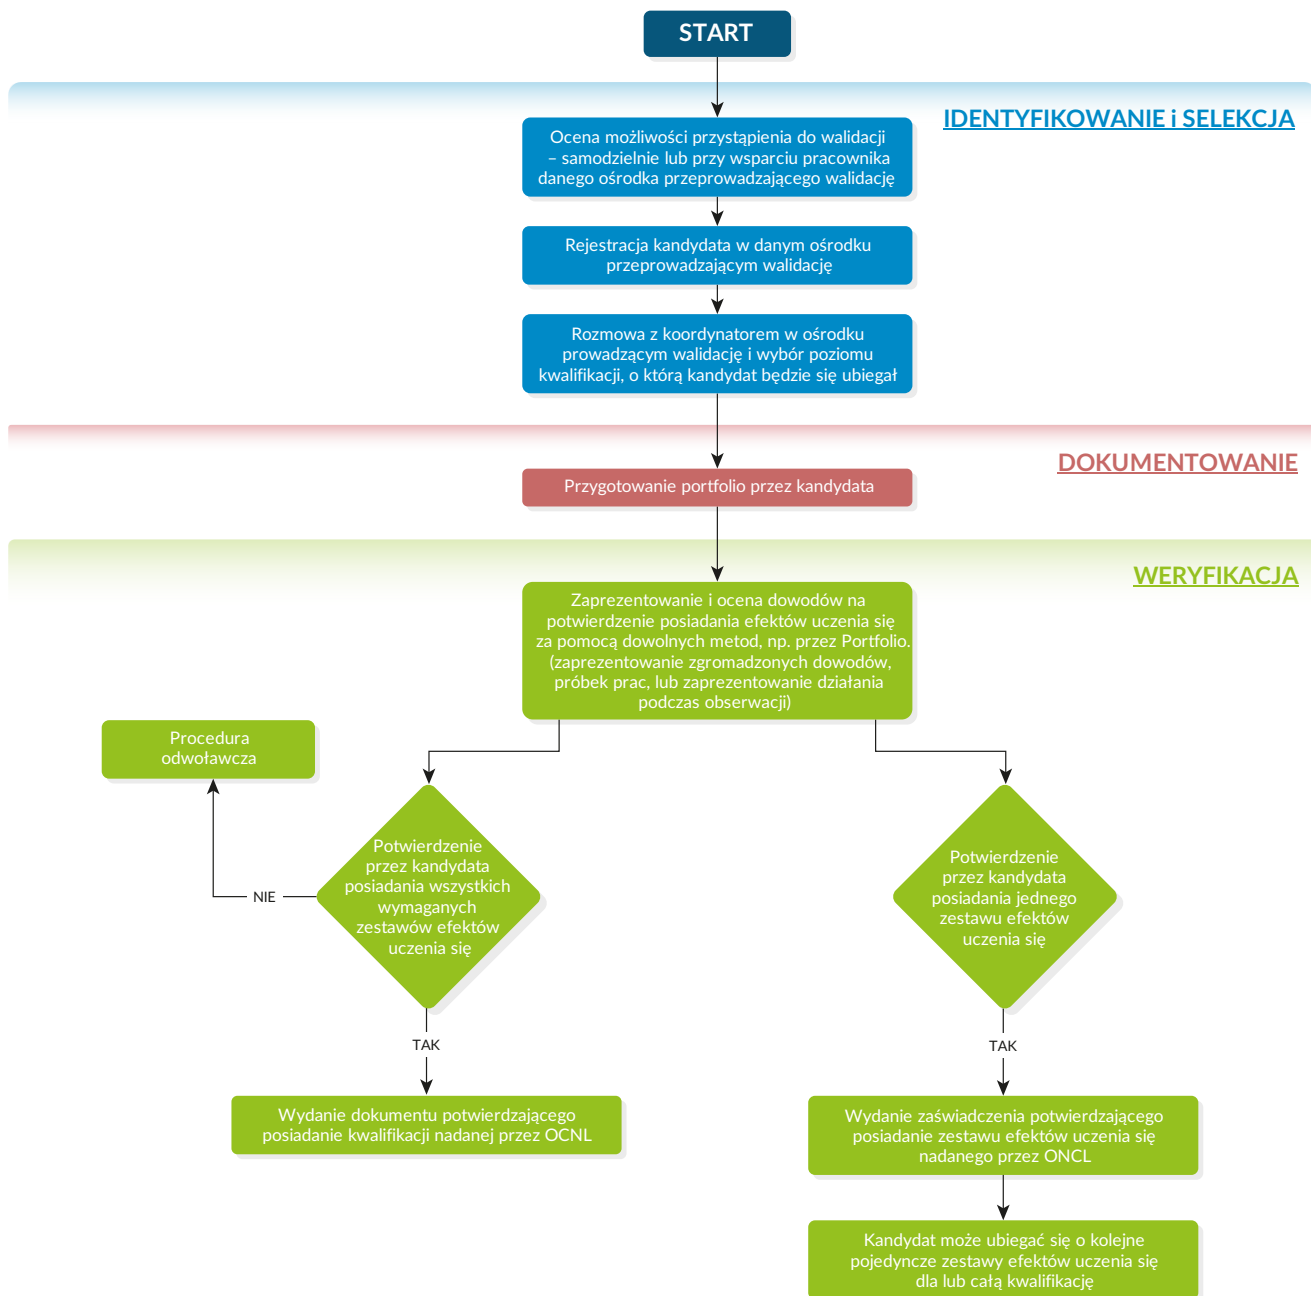 START
IDENTYFIKOWANIE i SELEKCJA
Ocena możliwości przystąpienia do walidacji
– samodzielnie lub przy wsparciu pracownika
danego ośrodka przeprowadzającego walidację
Rejestracja kandydata w danym ośrodku
przeprowadzającym walidację
Rozmowa z koordynatorem w ośrodku
prowadzącym walidację i wybór poziomu
kwalifikacji, o którą kandydat będzie się ubiegał
DOKUMENTOWANIE
Przygotowanie portfolio przez kandydata
WERYFIKACJA
Zaprezentowanie i ocena dowodów na
potwierdzenie posiadania efektów uczenia się
za pomocą dowolnych metod, np. przez Portfolio.
(zaprezentowanie zgromadzonych dowodów,
próbek prac, lub zaprezentowanie działania
podczas obserwacji)
Procedura
odwoławcza
Potwierdzenie
przez kandydata
posiadania wszystkich
wymaganych
zestawów efektów
uczenia się
NIE
TAK
Wydanie dokumentu potwierdzającego
posiadanie kwalifikacji nadanej przez OCNL
Potwierdzenie
przez kandydata
posiadania jednego
zestawu efektów
uczenia się
TAK
Wydanie zaświadczenia potwierdzającego
posiadanie zestawu efektów uczenia się
nadanego przez ONCL
Kandydat może ubiegać się o kolejne
pojedyncze zestawy efektów uczenia się
dla lub całą kwalifikację